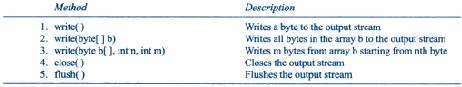 Method Description
1. write( ) Writes a byte to the output stream
2. write(byte[ ] b) Writes all bytes in the array b to the output stream
3. write(byte b[ ], int n, int m) Writes m bytes from array b starting from nth byte
4. close( ) Closes the output stream
5. flush( ) Flushes the output stream